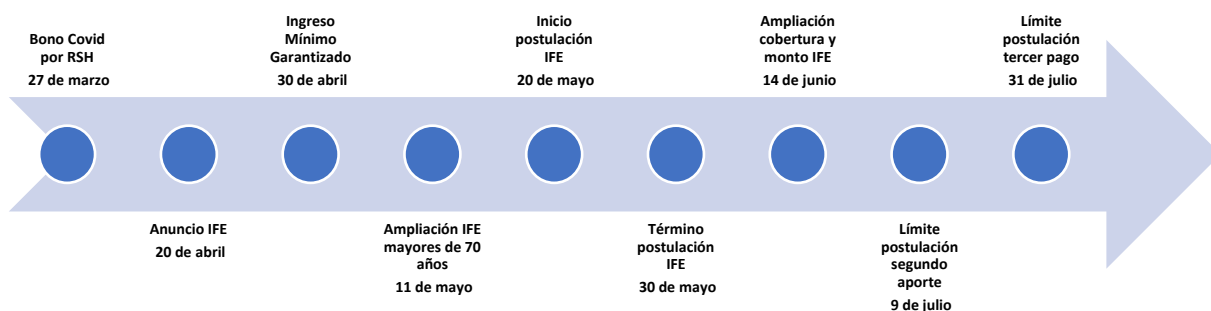 Bono Covid
por RSH
27 de marzo
Anuncio IFE
20 de abril
Ingreso
Mínimo
Garantizado
30 de abril
Ampliación IFE
mayores de 70
años
11 de mayo
Inicio
postulación
IFE
20 de mayo
Término
postulación
IFE
30 de mayo
Ampliación
cobertura y
monto IFE
14 de junio
Límite
postulación
segundo
aporte
9 de julio
Límite
postulación
tercer pago
31 de julio